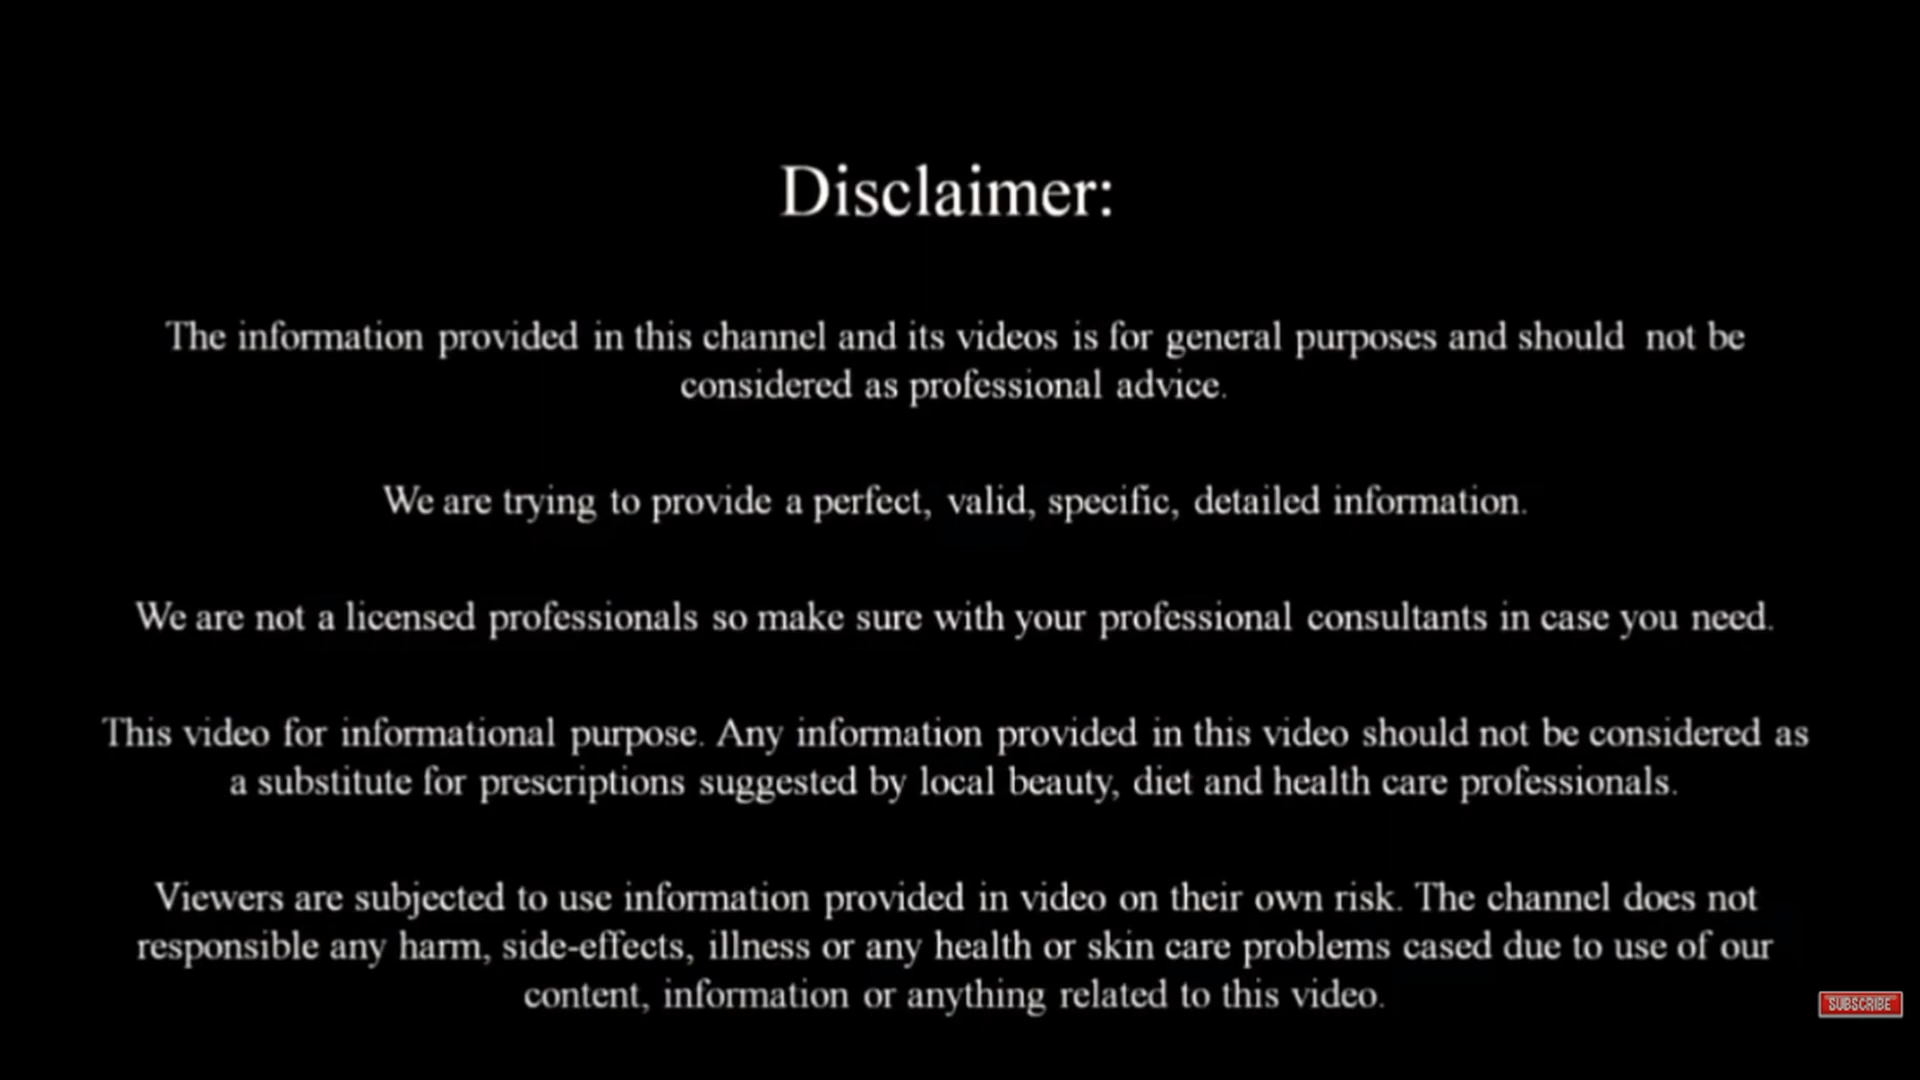 Disclaimer:
The information provided in this channel and its videos is for general purposes and should not be
considered as professional advice.
We are trying to provide a perfect, valid, specific, detailed information.
We are not a licensed professionals so make sure with your professional consultants in case you need.
This video for informational purpose. Any information provided in this video should not be considered as
a substitute for prescriptions suggested by local beauty, diet and health care professionals.
Viewers are subjected to use information provided in video on their own risk. The channel does not
responsible any harm, side-effects, illness or any health or skin care problems cased due to use of our
content, information or anything related to this video.
SUBSCRIBE